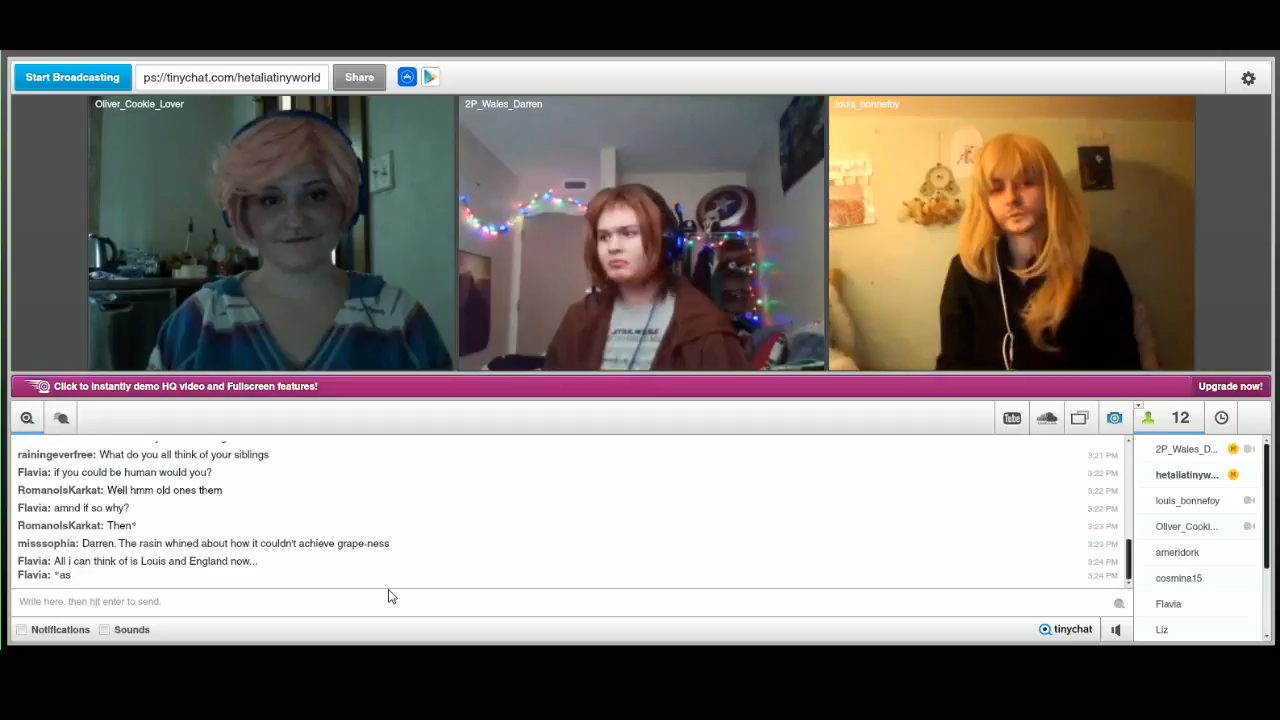 Start Broadcasting
ps://tinychat.com/hetaliatinyworld
Share
Oliver_Cookie_Lover
2P_Wales_Darren
louis_bonnefoy
STAR WARS
Click to instantly demo HQ video and Fullscreen features!
Upgrade now!
You Tube
12
rainingeverfree: What do you all think of your siblings 3:21 PM
Flavia: if you could be human would you? 3:22 PM
RomanoIsKarkat: Well hmm old ones them 3:22 PM
Flavia: amnd if so why? 3:22 PM
RomanoIsKarkat: Then* 3:23 PM
misssophia: Darren. The rasin whined about how it couldn't achieve grape-ness 3:23 PM
Flavia: All i can think of is Louis and England now... 3:24 PM
Flavia: *as 3:24 PM
2P_Wales_D... M
hetaliatinyw... M
louis_bonnefoy
Oliver_Cooki...
ameridork
cosmina15
Flavia
Liz
Write here, then hit enter to send.
Notifications
Sounds
tinychat